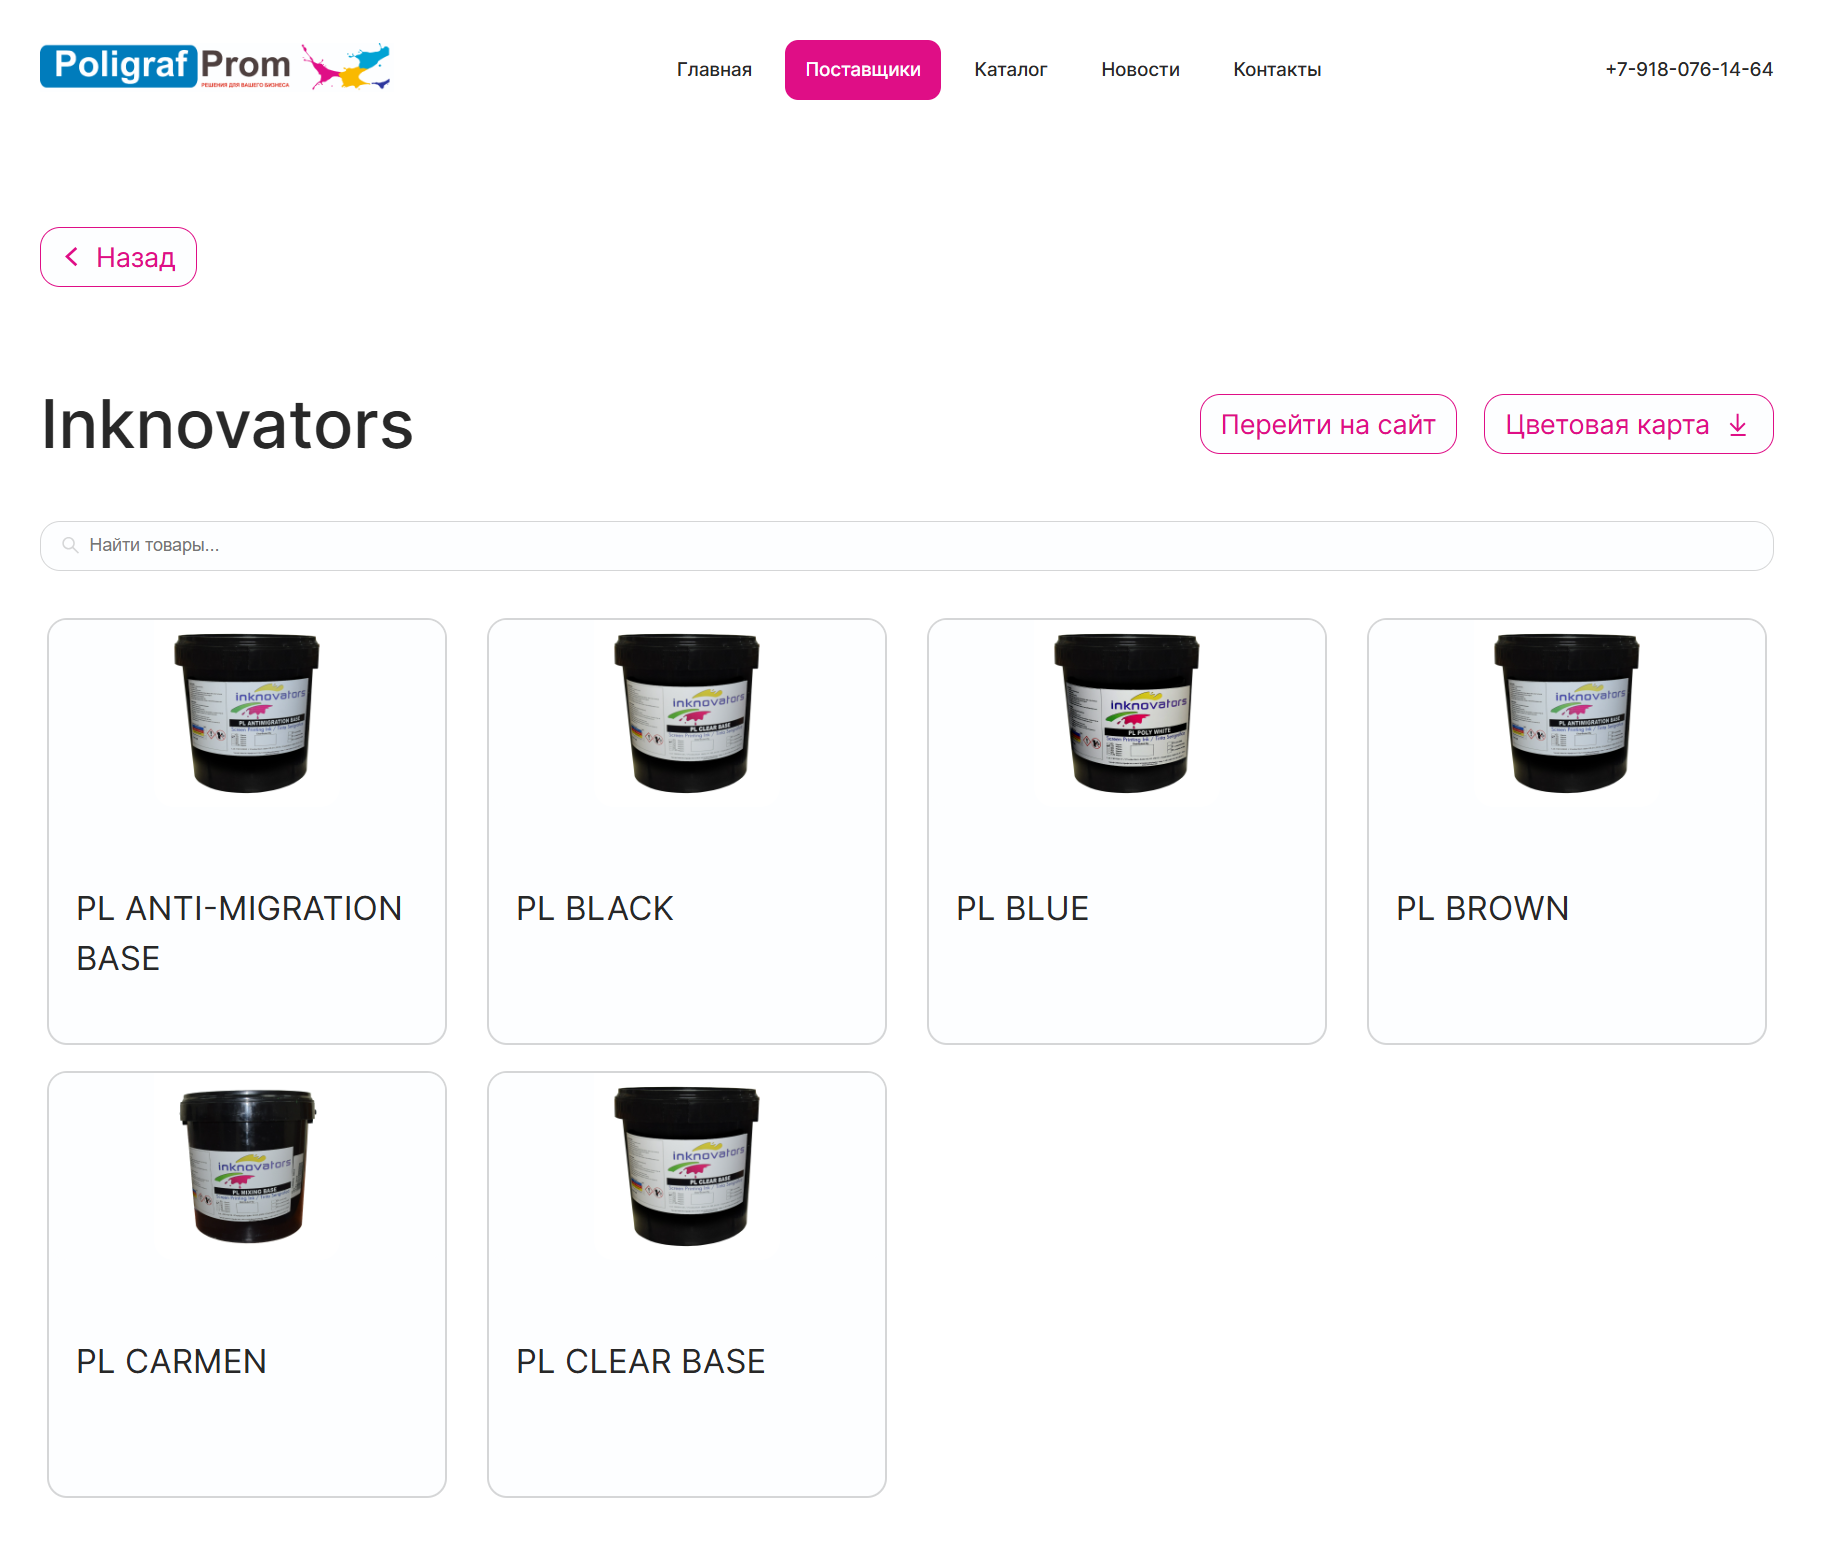 Poligraf Prom
РЕШЕНИЯ ДЛЯ ВАШЕГО БИЗНЕСА
Главная
Поставщики
Каталог
Новости
Контакты
+7-918-076-14-64
Назад
Inknovators
Перейти на сайт
Цветовая карта
Найти товары...
inknovators
PL ANTIMIGRATION BASE
inknovators
PL CLEAR BASE
inknovators
PL POLY WHITE
inknovators
PL ANTIMIGRATION BASE
PL ANTI-MIGRATION
BASE
PL BLACK
PL BLUE
PL BROWN
inknovators
PL MIXING BASE
inknovators
PL CLEAR BASE
PL CARMEN
PL CLEAR BASE